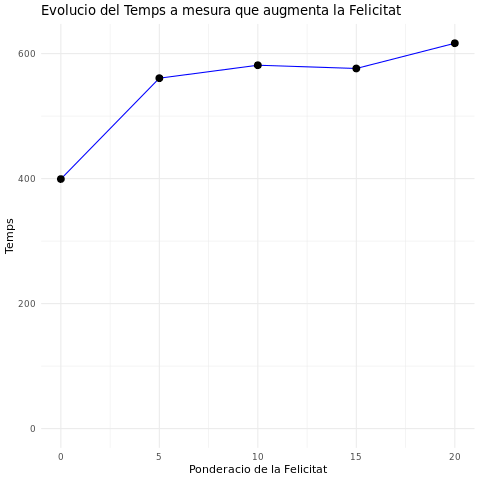 Evolucio del Temps a mesura que augmenta la Felicitat
Temps
600
400
200
0
0 5 10 15 20
Ponderacio de la Felicitat